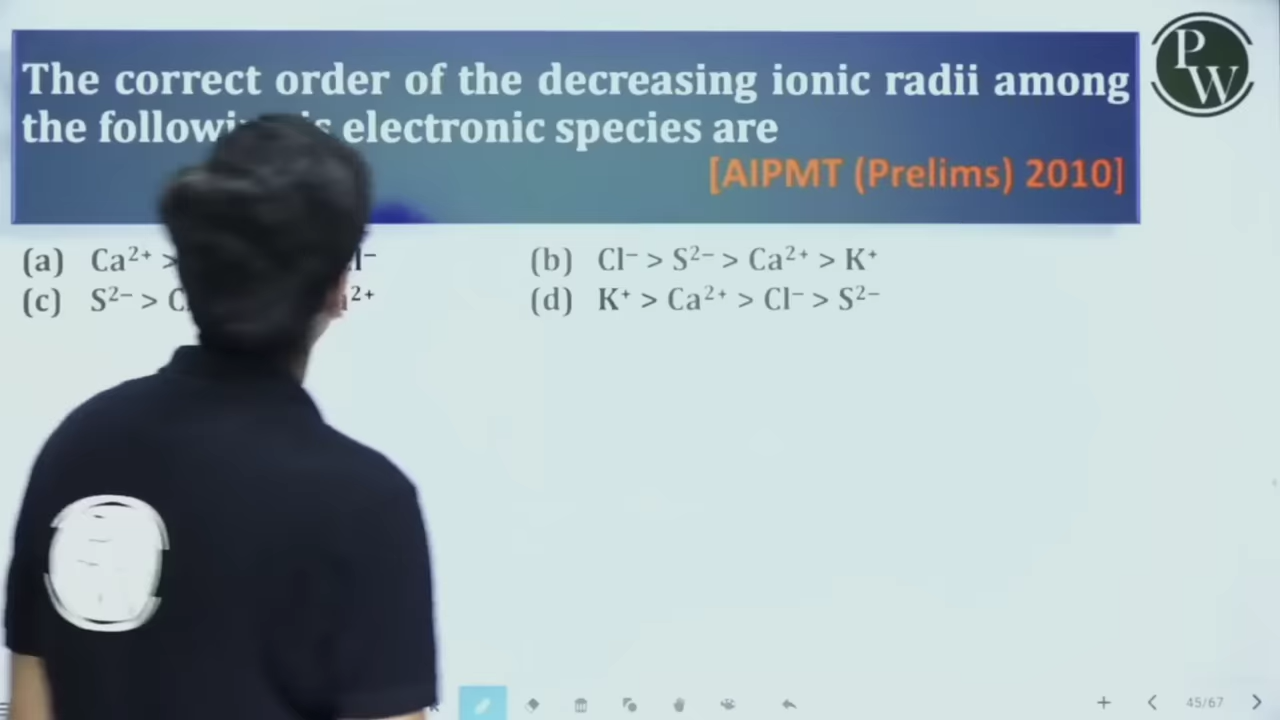 The correct order of the decreasing ionic radii among
the electronic species are
[AIPMT (Prelims) 2010]
PW
(a) Ca²⁺ >
(b) Cl⁻ > S²⁻ > Ca²⁺ > K⁺
(c) S²⁻ >
(d) K⁺ > Ca²⁺ > Cl⁻ > S²⁻
45/67